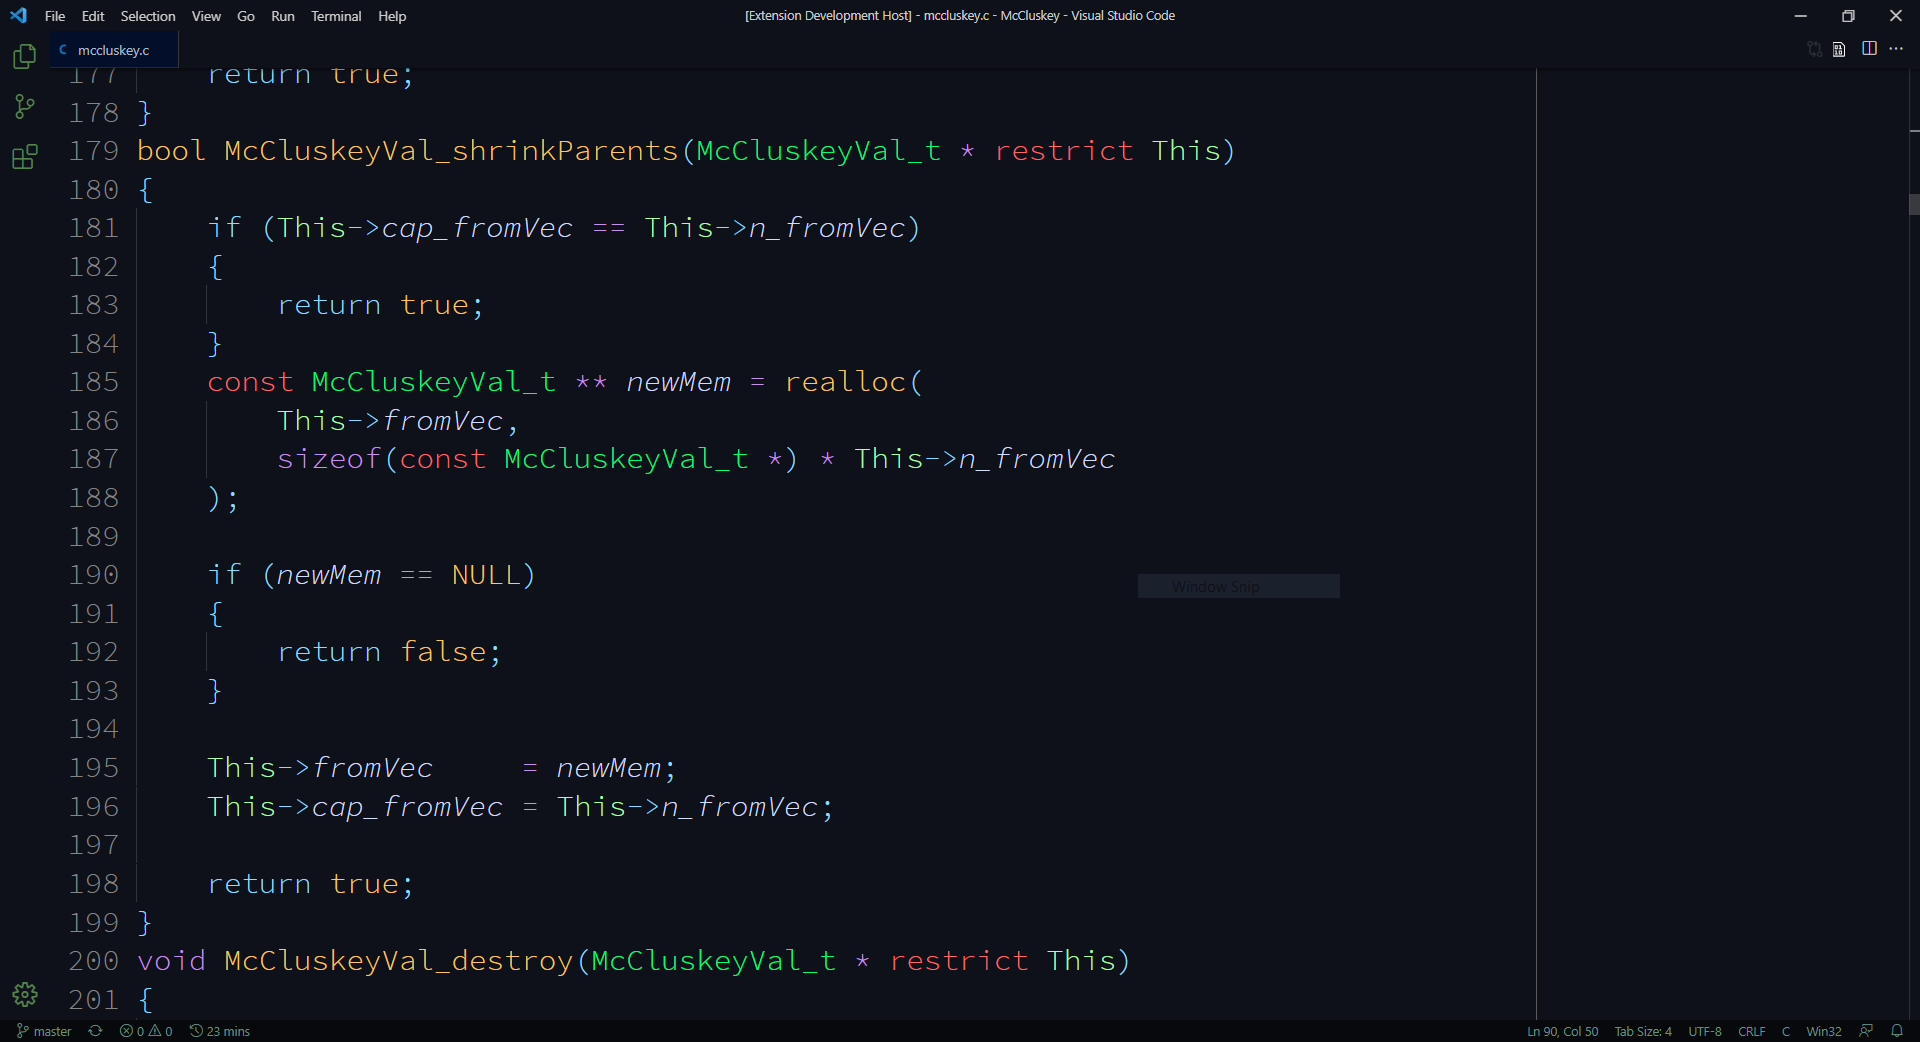 File Edit Selection View Go Run Terminal Help [Extension Development Host] - mccluskey.c - McCluskey - Visual Studio Code
C mccluskey.c
177     return true;
178 }
179 bool McCluskeyVal_shrinkParents(McCluskeyVal_t * restrict This)
180 {
181     if (This->cap_fromVec == This->n_fromVec)
182     {
183         return true;
184     }
185     const McCluskeyVal_t ** newMem = realloc(
186         This->fromVec,
187         sizeof(const McCluskeyVal_t *) * This->n_fromVec
188     );
189
190     if (newMem == NULL)
Window Snip
191     {
192         return false;
193     }
194
195     This->fromVec     = newMem;
196     This->cap_fromVec = This->n_fromVec;
197
198     return true;
199 }
200 void McCluskeyVal_destroy(McCluskeyVal_t * restrict This)
201 {
master 0 0 23 mins Ln 90, Col 50 Tab Size: 4 UTF-8 CRLF C Win32